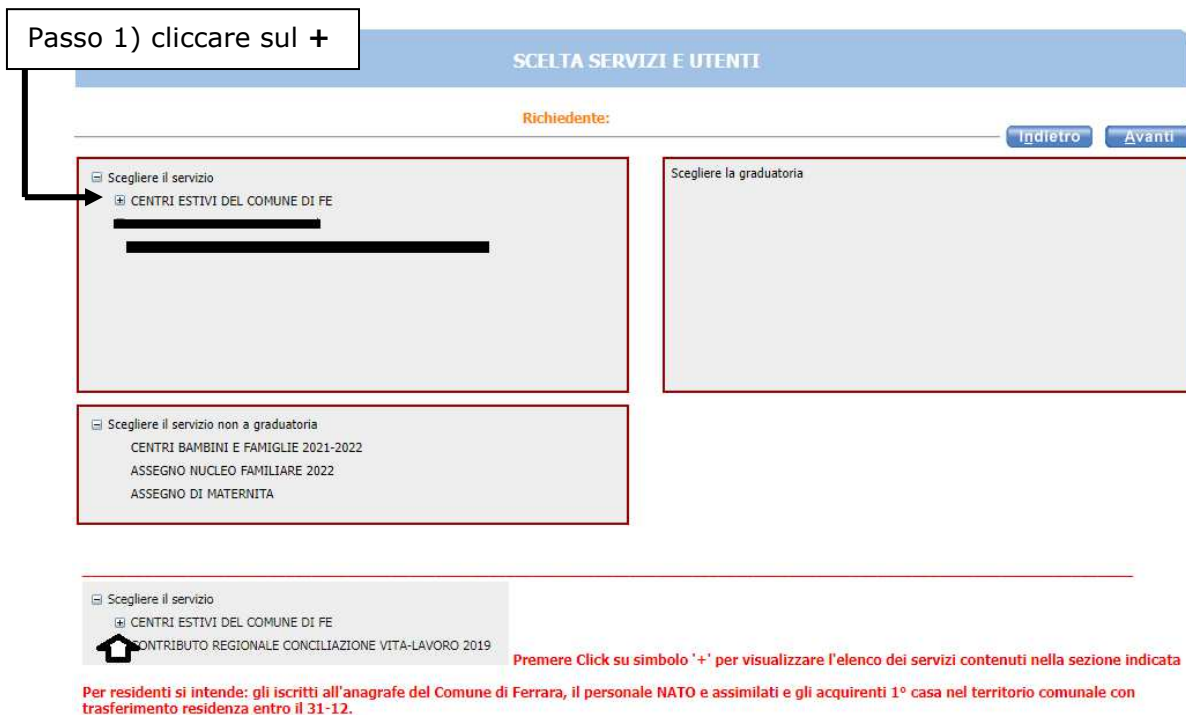 Passo 1) cliccare sul +
SCELTA SERVIZI E UTENTI
Richiedente:
Indietro
Avanti
Scegliere il servizio
CENTRI ESTIVI DEL COMUNE DI FE
Scegliere la graduatoria
Scegliere il servizio non a graduatoria
CENTRI BAMBINI E FAMIGLIE 2021-2022
ASSEGNO NUCLEO FAMILIARE 2022
ASSEGNO DI MATERNITA
Scegliere il servizio
CENTRI ESTIVI DEL COMUNE DI FE
CONTRIBUTO REGIONALE CONCILIAZIONE VITA-LAVORO 2019
Premere Click su simbolo '+' per visualizzare l'elenco dei servizi contenuti nella sezione indicata
Per residenti si intende: gli iscritti all'anagrafe del Comune di Ferrara, il personale NATO e assimilati e gli acquirenti 1° casa nel territorio comunale con
trasferimento residenza entro il 31-12.